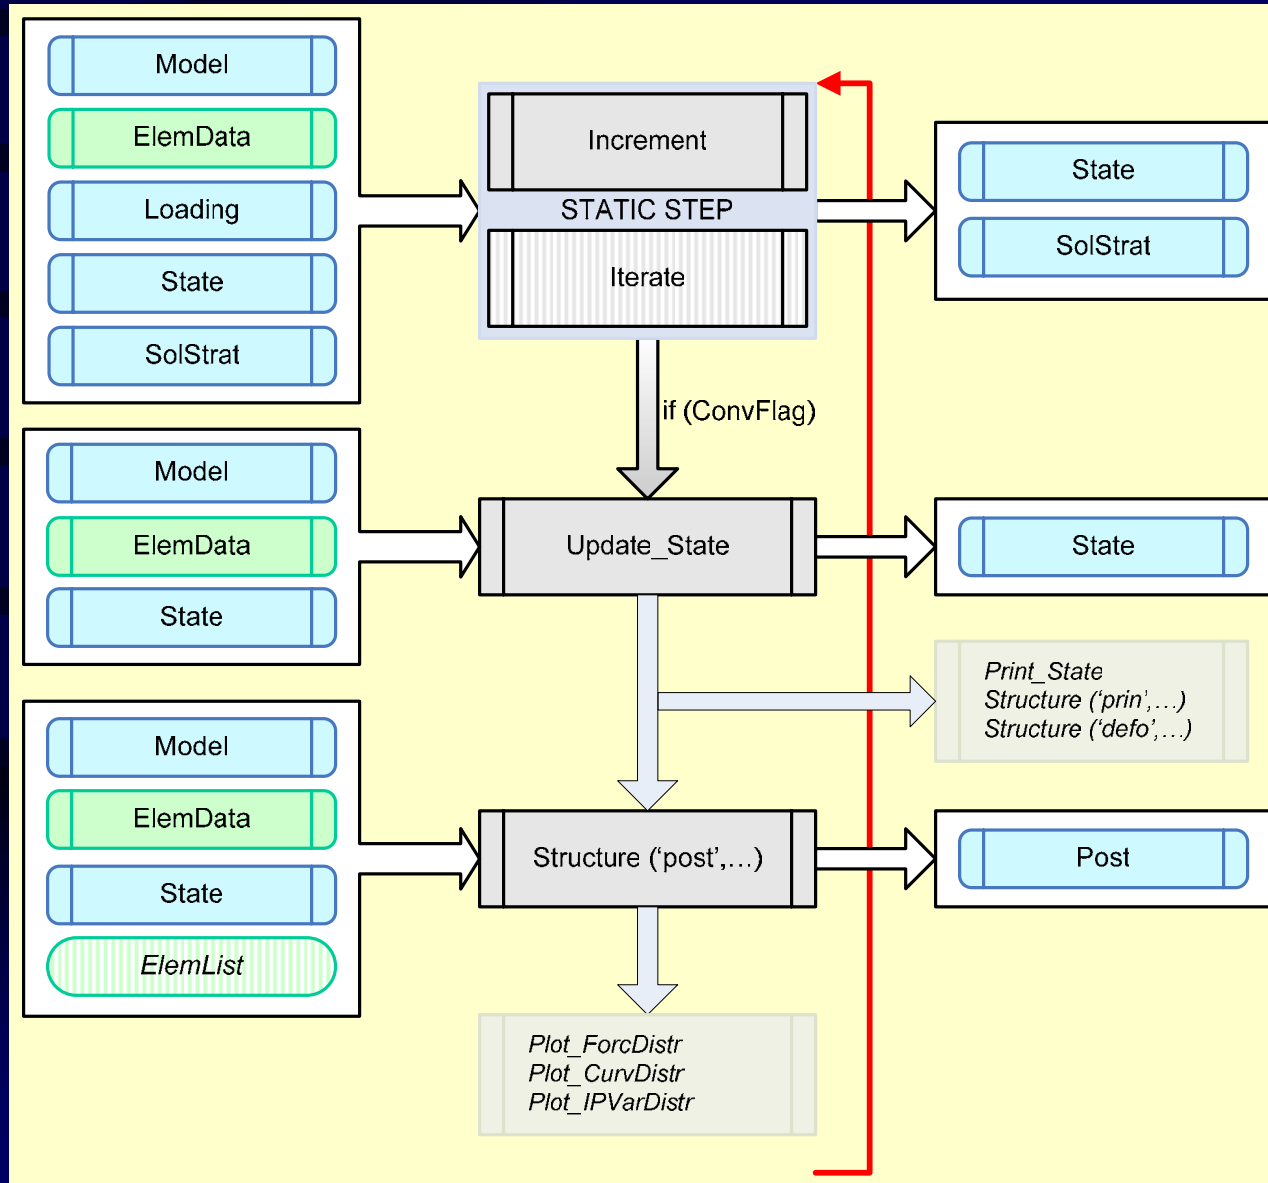 Model
ElemData
Loading
State
SolStrat
Increment
STATIC STEP
Iterate
State
SolStrat
if (ConvFlag)
Model
ElemData
State
Update_State
State
Print_State
Structure (‘prin’,…)
Structure (‘defo’,…)
Model
ElemData
State
ElemList
Structure (‘post’,…)
Post
Plot_ForcDistr
Plot_CurvDistr
Plot_IPVarDistr